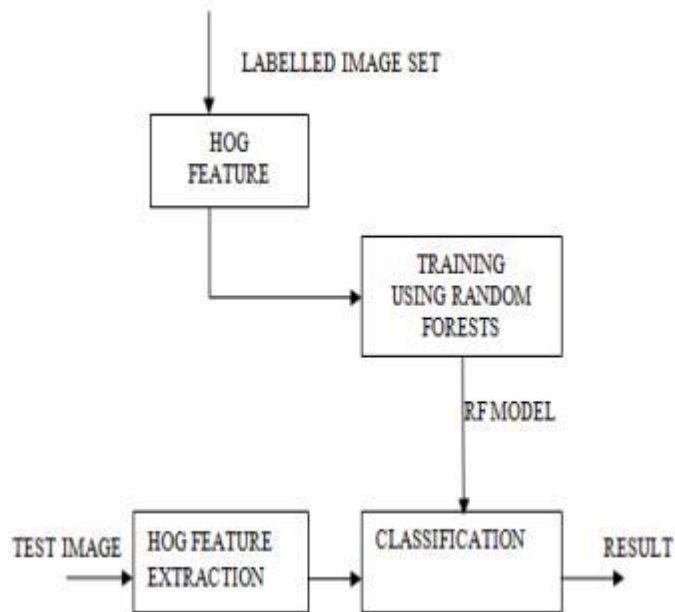 LABELLED IMAGE SET
HOG
FEATURE
TRAINING
USING RANDOM
FORESTS
RF MODEL
TEST IMAGE
HOG FEATURE
EXTRACTION
CLASSIFICATION
RESULT